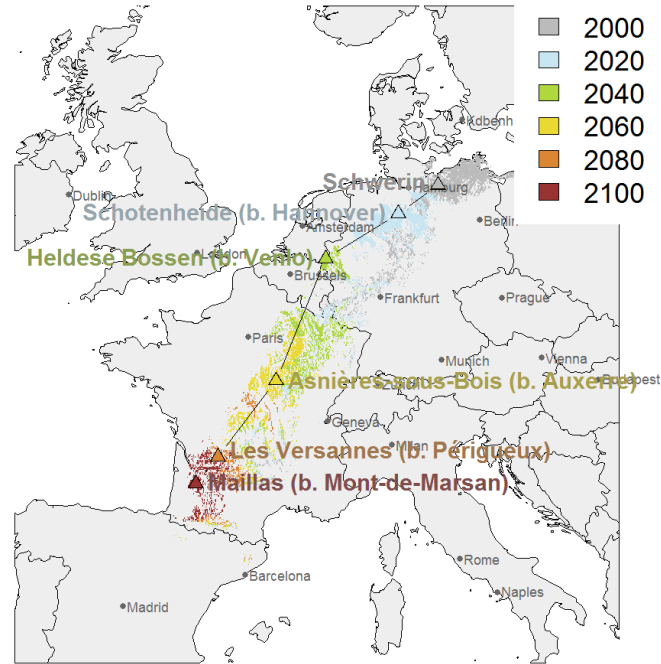 2000
2020
2040
2060
2080
2100
Kdbenh
Dublin
Schwerin
Hamburg
Schotenheide (b. Hannover)
Berlin
Amsterdam
London
Heldese Bossen (b. Venlo)
Brussels
Frankfurt
Prague
Paris
Munich
Vienna
Asnières-sous-Bois (b. Auxerre)
Budapest
Geneva
Milan
Les Versannes (b. Périgueux)
Maillas (b. Mont-de-Marsan)
Rome
Barcelona
Naples
Madrid